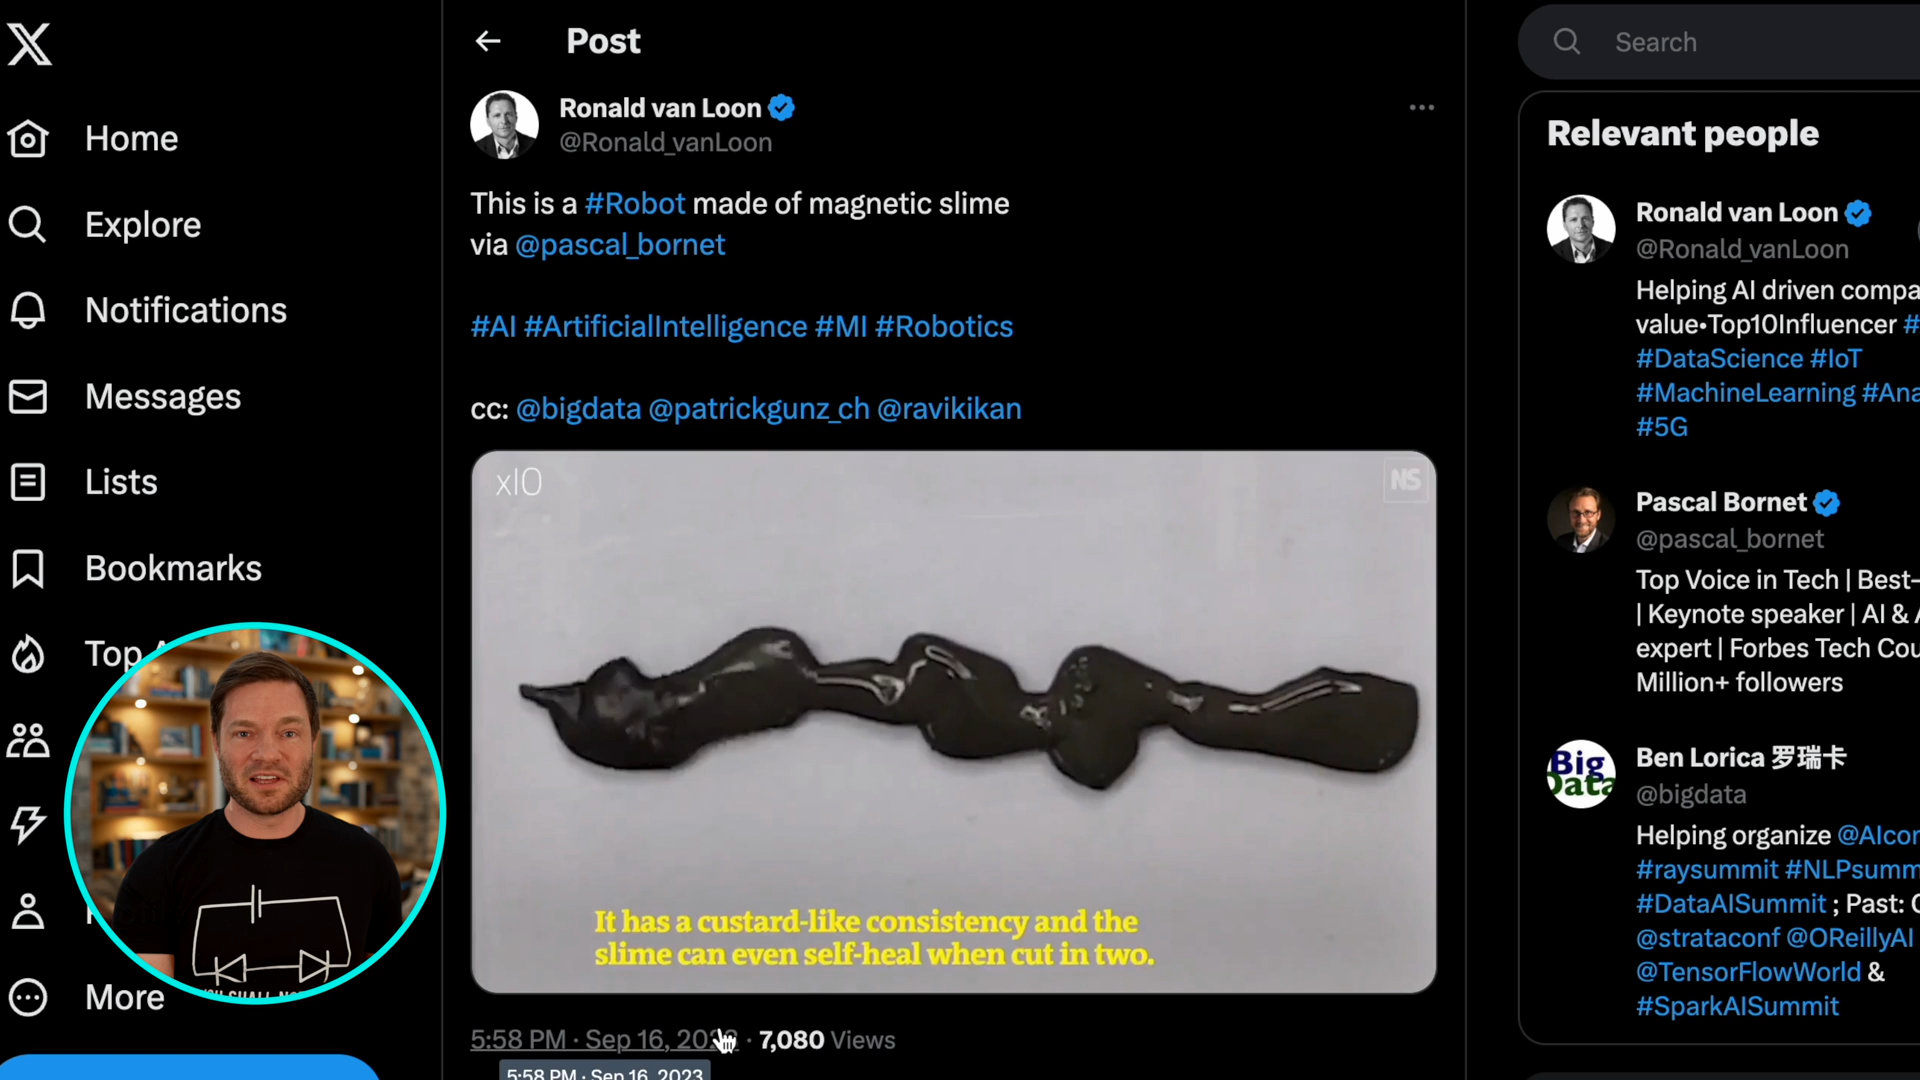 Home
Explore
Notifications
Messages
Lists
Bookmarks
Top
More
Post
Ronald van Loon
@Ronald_vanLoon
This is a #Robot made of magnetic slime
via @pascal_bornet
#AI #ArtificialIntelligence #MI #Robotics
cc: @bigdata @patrickgunz_ch @ravikikan
x10
NS
It has a custard-like consistency and the
slime can even self-heal when cut in two.
5:58 PM · Sep 16, · 7,080 Views
5:58 PM · Sep 16, 2023
Search
Relevant people
Ronald van Loon
@Ronald_vanLoon
Helping AI driven compa
value•Top10Influencer #
#DataScience #IoT
#MachineLearning #Ana
#5G
Pascal Bornet
@pascal_bornet
Top Voice in Tech | Best-
| Keynote speaker | AI & A
expert | Forbes Tech Cou
Million+ followers
Big
Data
Ben Lorica 罗瑞卡
@bigdata
Helping organize @AIcon
#raysummit #NLPsumm
#DataAISummit ; Past: C
@strataconf @OReillyAI
@TensorFlowWorld &
#SparkAISummit